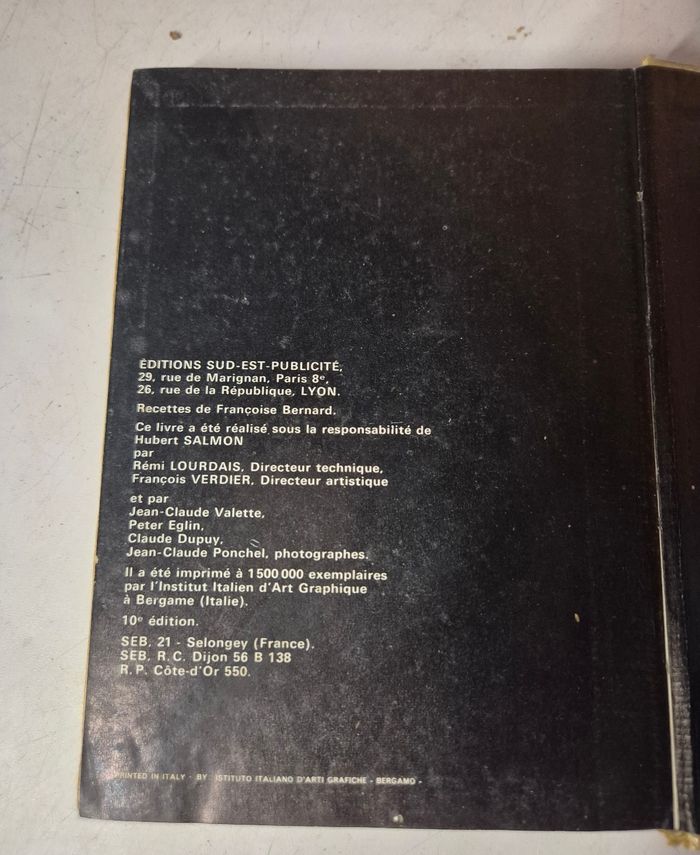 ÉDITIONS SUD-EST-PUBLICITÉ,
29, rue de Marignan, Paris 8e,
26, rue de la République, LYON.
Recettes de Françoise Bernard.
Ce livre a été réalisé sous la responsabilité de
Hubert SALMON
par
Rémi LOURDAIS, Directeur technique,
François VERDIER, Directeur artistique
et par
Jean-Claude Valette,
Peter Eglin,
Claude Dupuy,
Jean-Claude Ponchel, photographes.
Il a été imprimé à 1 500 000 exemplaires
par l'Institut Italien d'Art Graphique
à Bergame (Italie).
10e édition.
SEB, 21 - Selongey (France).
SEB, R.C. Dijon 56 B 138
R.P. Côte-d'Or 550.
PRINTED IN ITALY - BY: ISTITUTO ITALIANO D'ARTI GRAFICHE - BERGAMO -